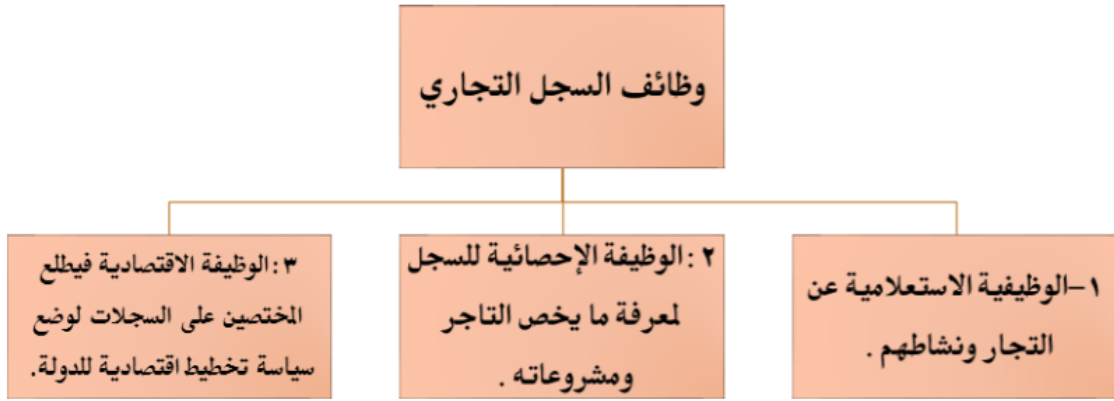 وظائف السجل التجاري
١-الوظيفية الاستعلامية عن
التجار ونشاطهم .
٢ :الوظيفة الإحصائية للسجل
لمعرفة ما يخص التاجر
ومشروعاته .
٣:الوظيفة الاقتصادية فيطلع
المختصين على السجلات لوضع
سياسة تخطيط اقتصادية للدولة.